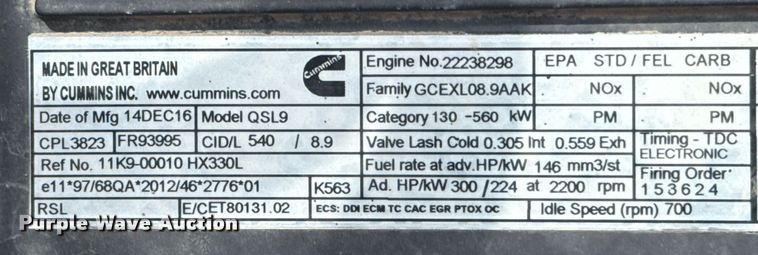 MADE IN GREAT BRITAIN
BY CUMMINS INC. www.cummins.com
Cummins
Engine No. 22238298
EPA STD / FEL CARB
Family GCEXL08.9AAK
NOx NOx
Date of Mfg 14DEC16 Model QSL9
Category 130 -560 kW
PM PM
CPL3823 FR93995 CID/L 540 / 8.9
Valve Lash Cold 0.305 Int 0.559 Exh
Timing - TDC
ELECTRONIC
Ref No. 11K9-00010 HX330L
Fuel rate at adv.HP/kW 146 mm3/st
Firing Order
153624
e11*97/68QA*2012/46*2776*01 K563
Ad. HP/kW 300 / 224 at 2200 rpm
RSL E/CET80131.02
ECS: DDI ECM TC CAC EGR PTOX OC
Idle Speed (rpm) 700
Purple Wave Auction